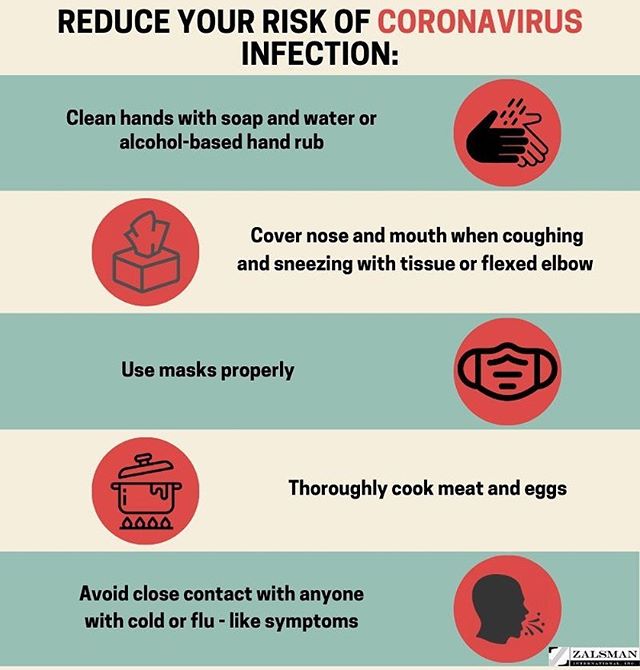 REDUCE YOUR RISK OF CORONAVIRUS
INFECTION:
Clean hands with soap and water or
alcohol-based hand rub
Cover nose and mouth when coughing
and sneezing with tissue or flexed elbow
Use masks properly
Thoroughly cook meat and eggs
Avoid close contact with anyone
with cold or flu - like symptoms
ZALSMAN
INTERNATIONAL, INC.